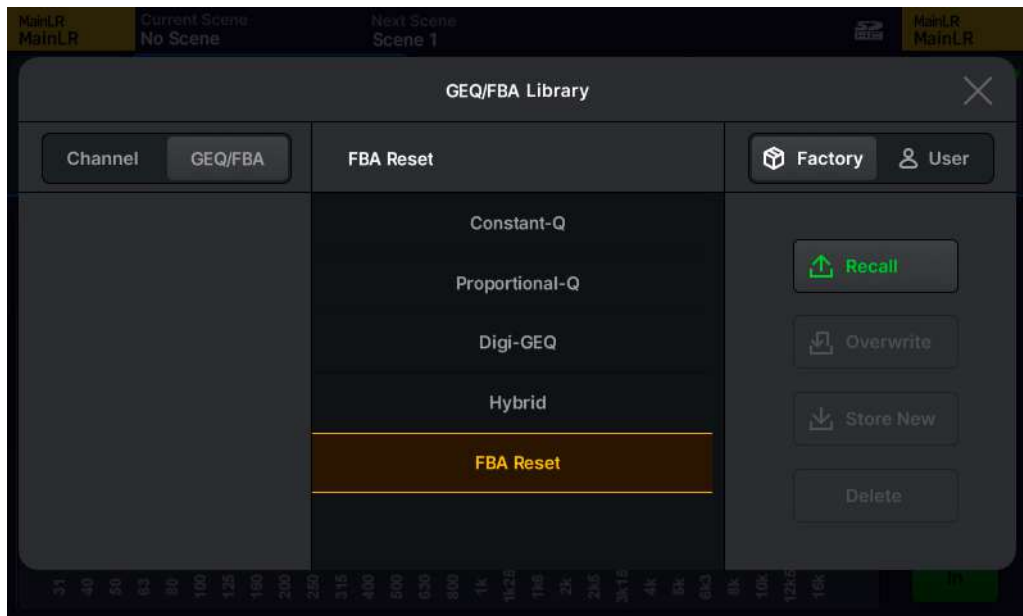 MainLR
MainLR
Current Scene
No Scene
Next Scene
Scene 1
MainLR
MainLR
GEQ/FBA Library
Channel
GEQ/FBA
FBA Reset
Factory
User
Constant-Q
Proportional-Q
Digi-GEQ
Hybrid
FBA Reset
Recall
Overwrite
Store New
Delete
31 40 50 63 80 100 125 160 200 250 315 400 500 630 800 1k 1k25 1k6 2k 2k5 3k15 4k 5k 6k3 8k 10k 12k5 16k
In